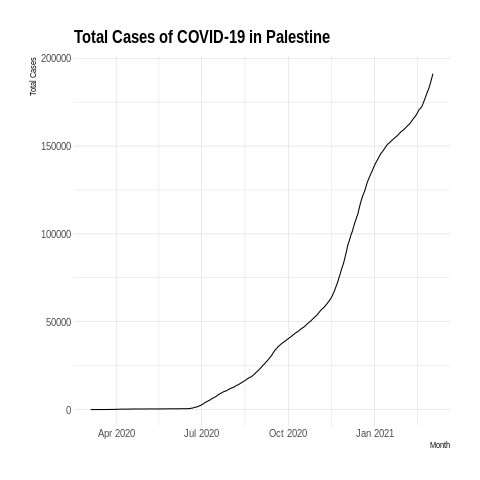 Total Cases of COVID-19 in Palestine
Total Cases
200000
150000
100000
50000
0
Apr 2020 Jul 2020 Oct 2020 Jan 2021
Month